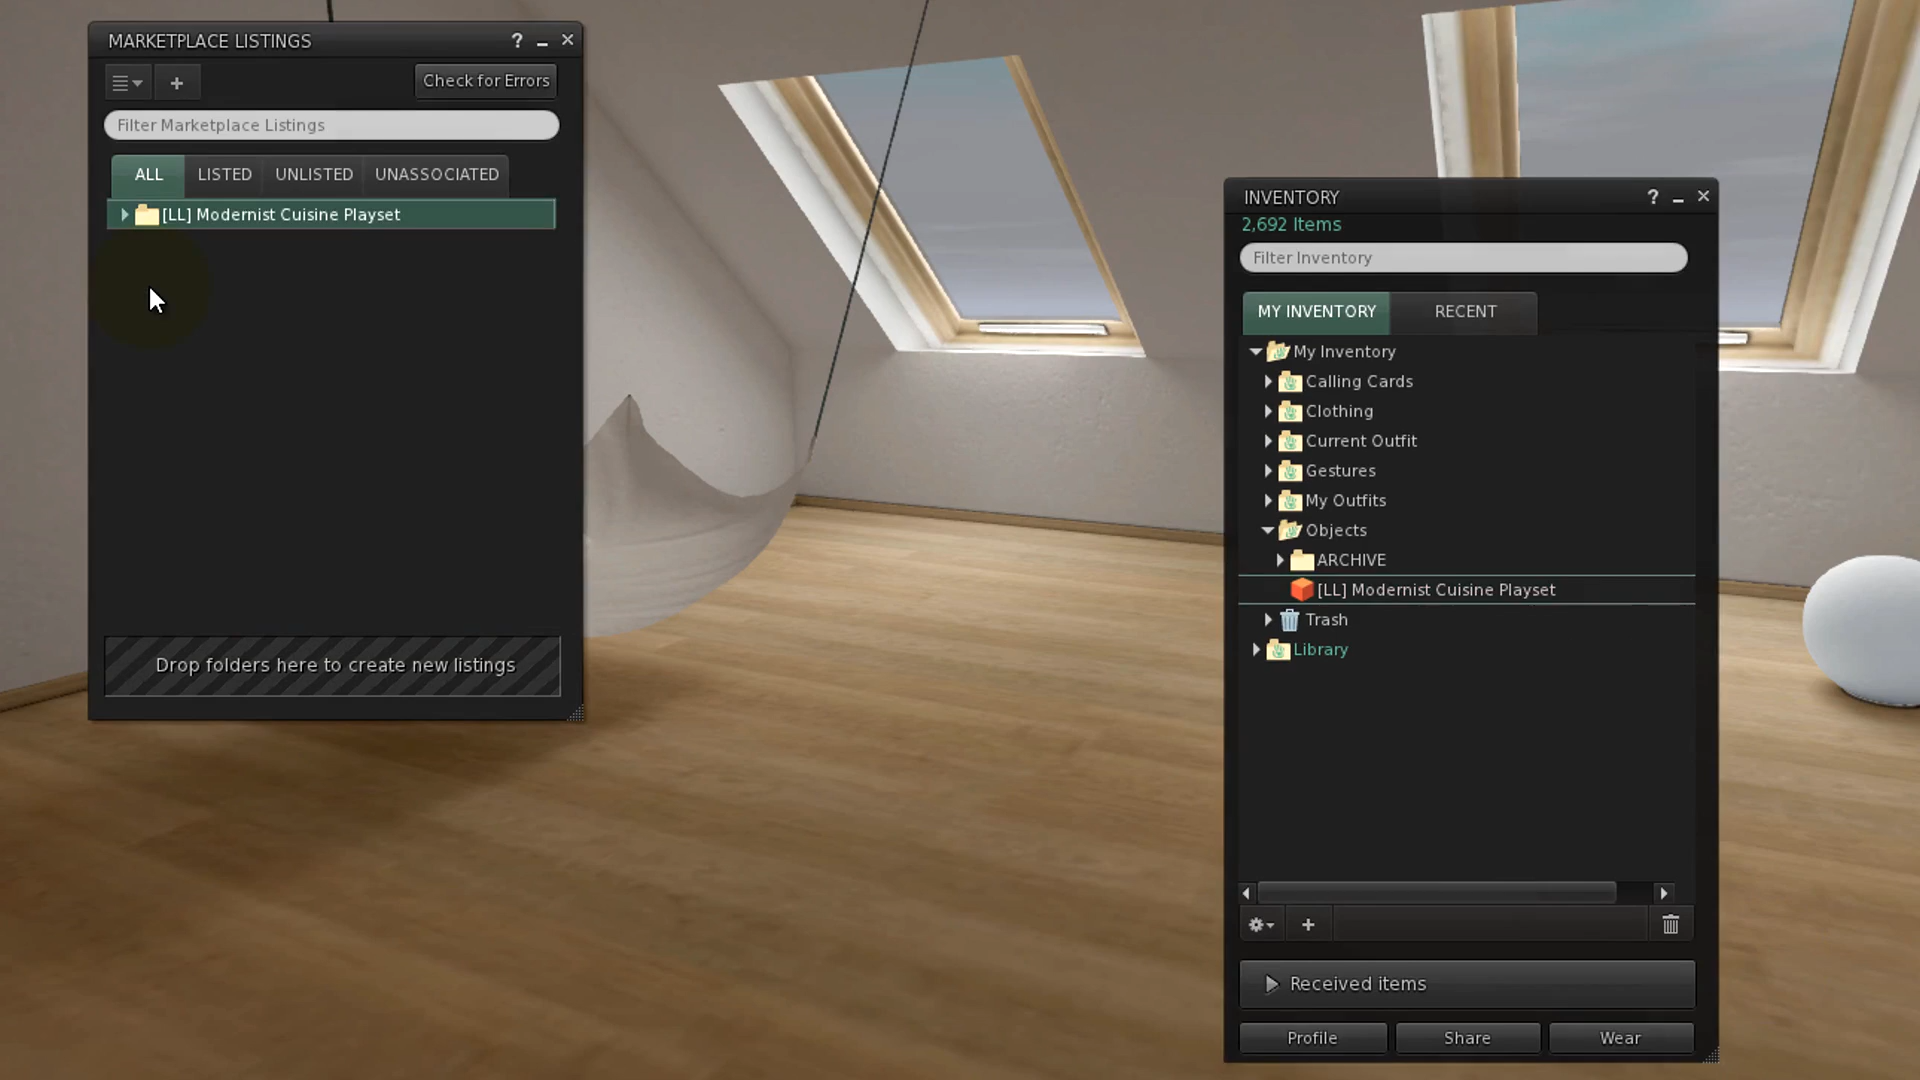 MARKETPLACE LISTINGS
Check for Errors
Filter Marketplace Listings
ALL LISTED UNLISTED UNASSOCIATED
[LL] Modernist Cuisine Playset
Drop folders here to create new listings
INVENTORY
2,692 Items
Filter Inventory
MY INVENTORY RECENT
My Inventory
Calling Cards
Clothing
Current Outfit
Gestures
My Outfits
Objects
ARCHIVE
[LL] Modernist Cuisine Playset
Trash
Library
Received items
Profile Share Wear